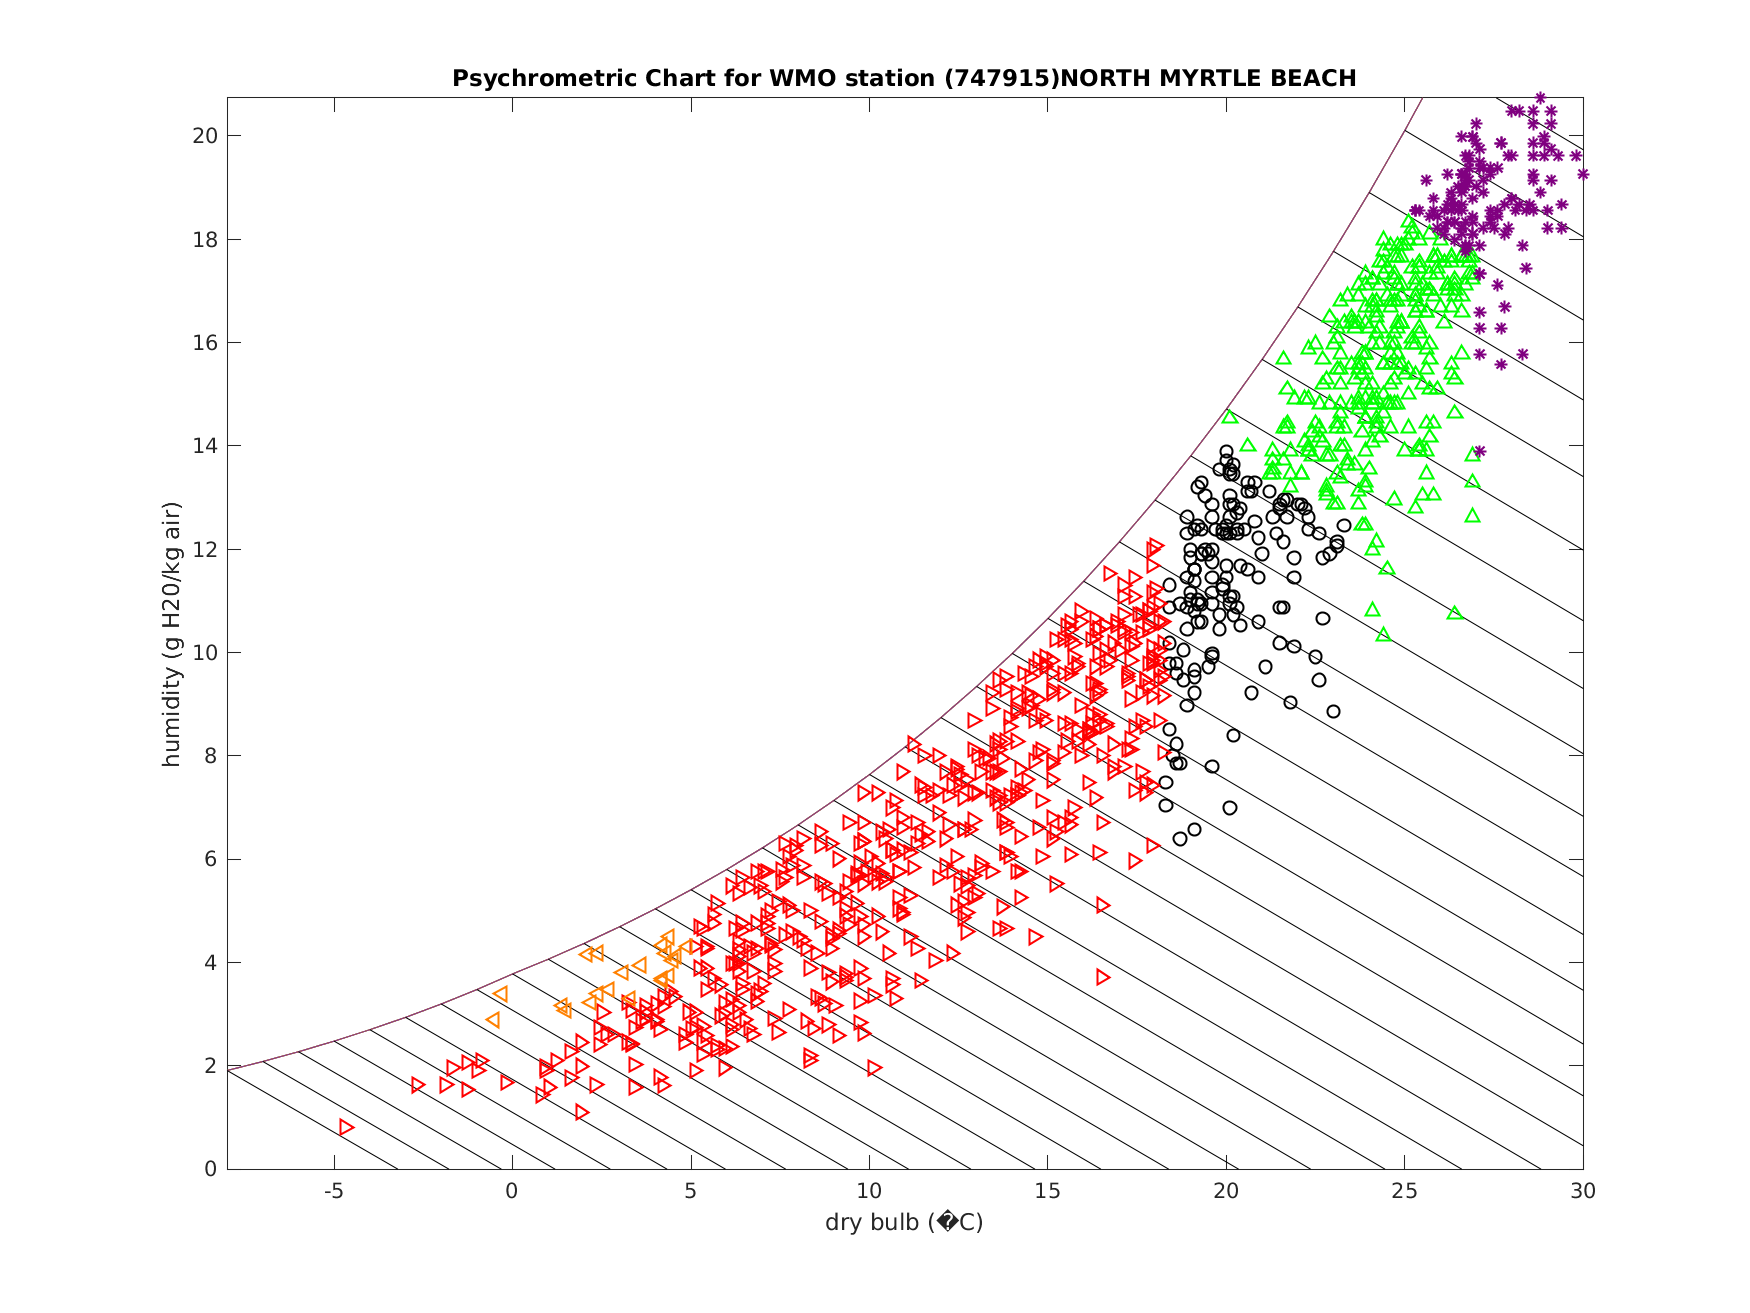 Psychrometric Chart for WMO station (747915)NORTH MYRTLE BEACH
humidity (g H20/kg air)
20
18
16
14
12
10
8
6
4
2
0
-5 0 5 10 15 20 25 30
dry bulb (�C)